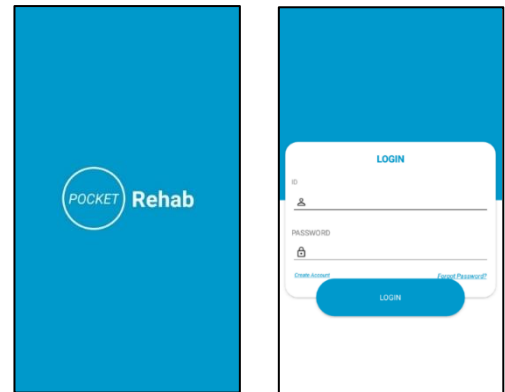 POCKET Rehab
LOGIN
ID
PASSWORD
Create Account Forgot Password?
LOGIN